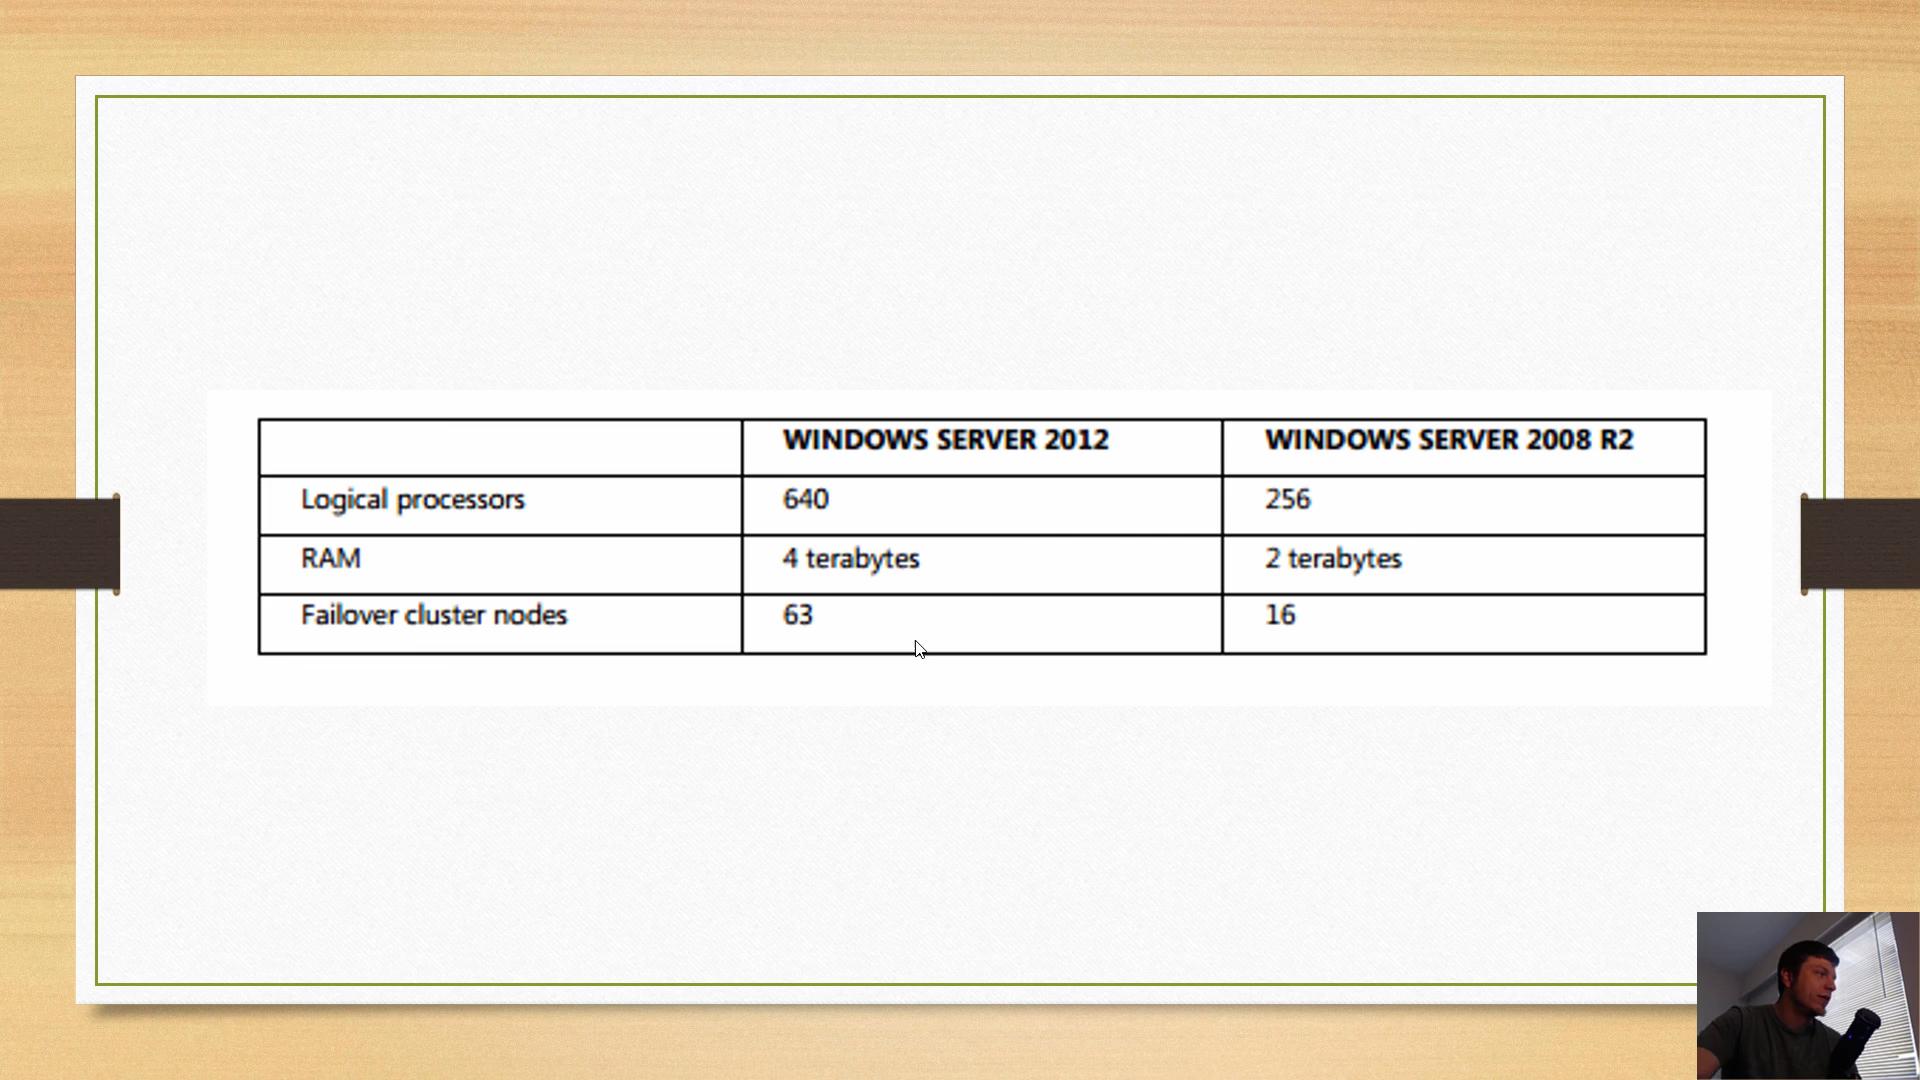 WINDOWS SERVER 2012 WINDOWS SERVER 2008 R2
Logical processors 640 256
RAM 4 terabytes 2 terabytes
Failover cluster nodes 63 16